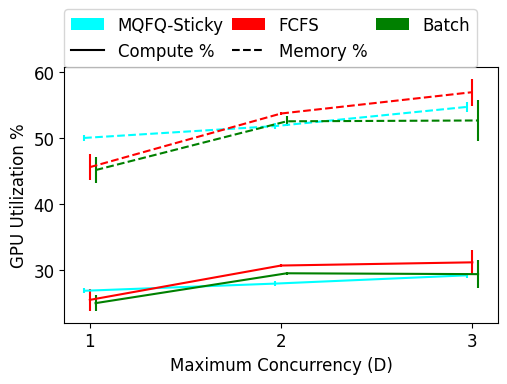 MQFQ-Sticky FCFS Batch
Compute % Memory %
60
50
40
30
GPU Utilization %
1 2 3
Maximum Concurrency (D)